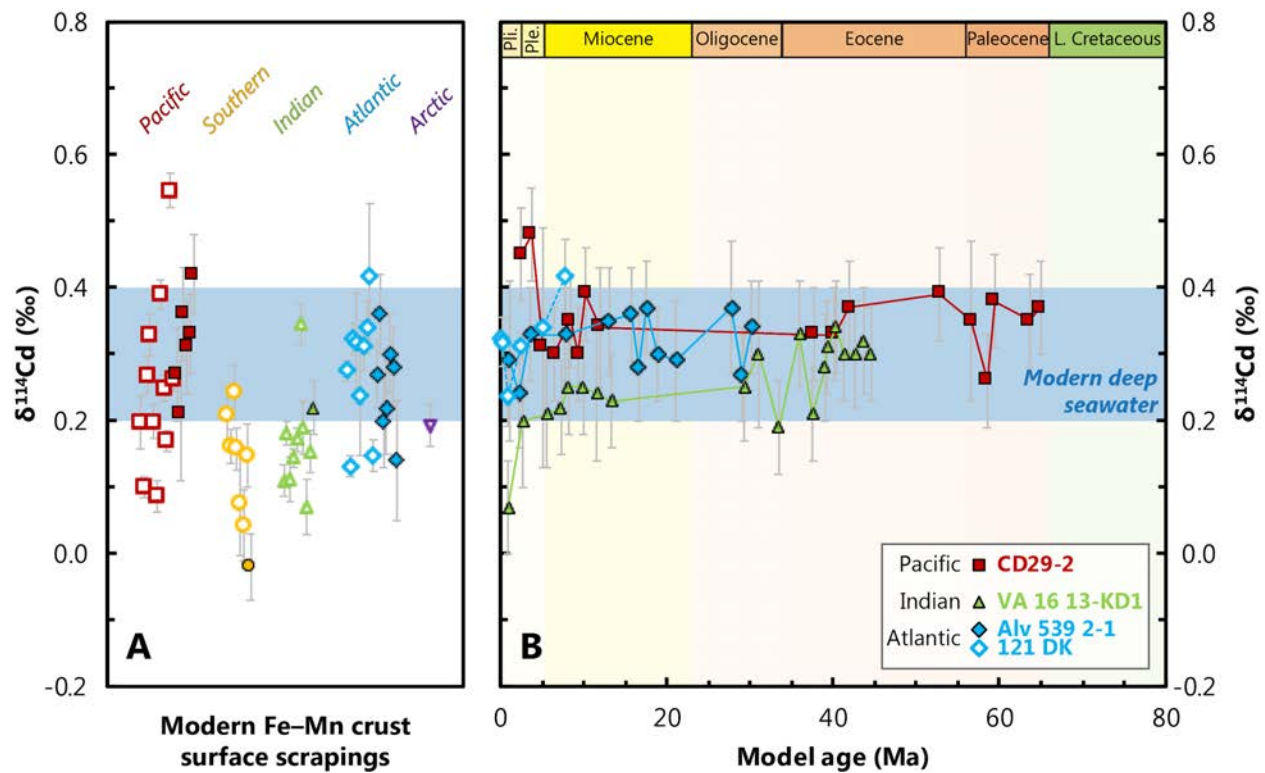 0.8
0.6
0.4
0.2
0.0
-0.2
δ¹¹⁴Cd (‰)
Pacific
Southern
Indian
Atlantic
Arctic
A
Modern Fe–Mn crust
surface scrapings
Pli.
Ple.
Miocene
Oligocene
Eocene
Paleocene
L. Cretaceous
Modern deep
seawater
B
Pacific CD29-2
Indian VA 16 13-KD1
Atlantic Alv 539 2-1
121 DK
0 20 40 60 80
Model age (Ma)
0.8
0.6
0.4
0.2
0.0
-0.2
δ¹¹⁴Cd (‰)